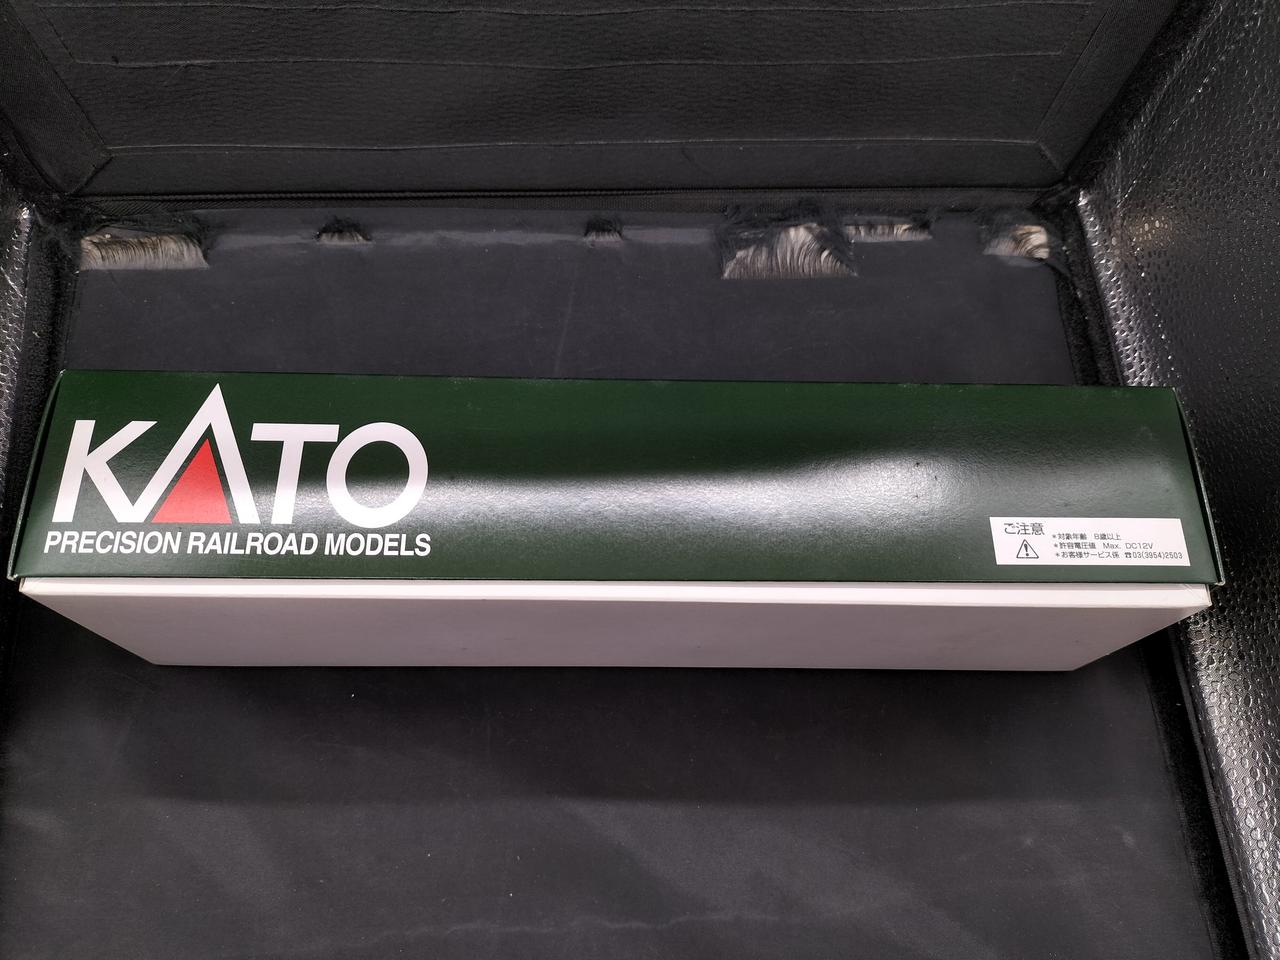 KATO
PRECISION RAILROAD MODELS
ご注意
*対象年齢 8歳以上
*許容電圧値 Max. DC12V
*お客様サービス係 ☎03(3954)2503